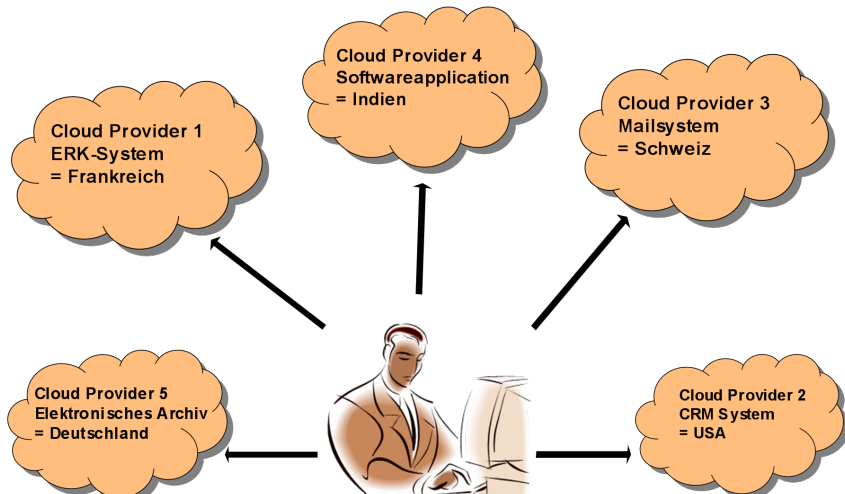 Cloud Provider 4
Softwareapplication
= Indien
Cloud Provider 1
ERK-System
= Frankreich
Cloud Provider 3
Mailsystem
= Schweiz
Cloud Provider 5
Elektronisches Archiv
= Deutschland
Cloud Provider 2
CRM System
= USA